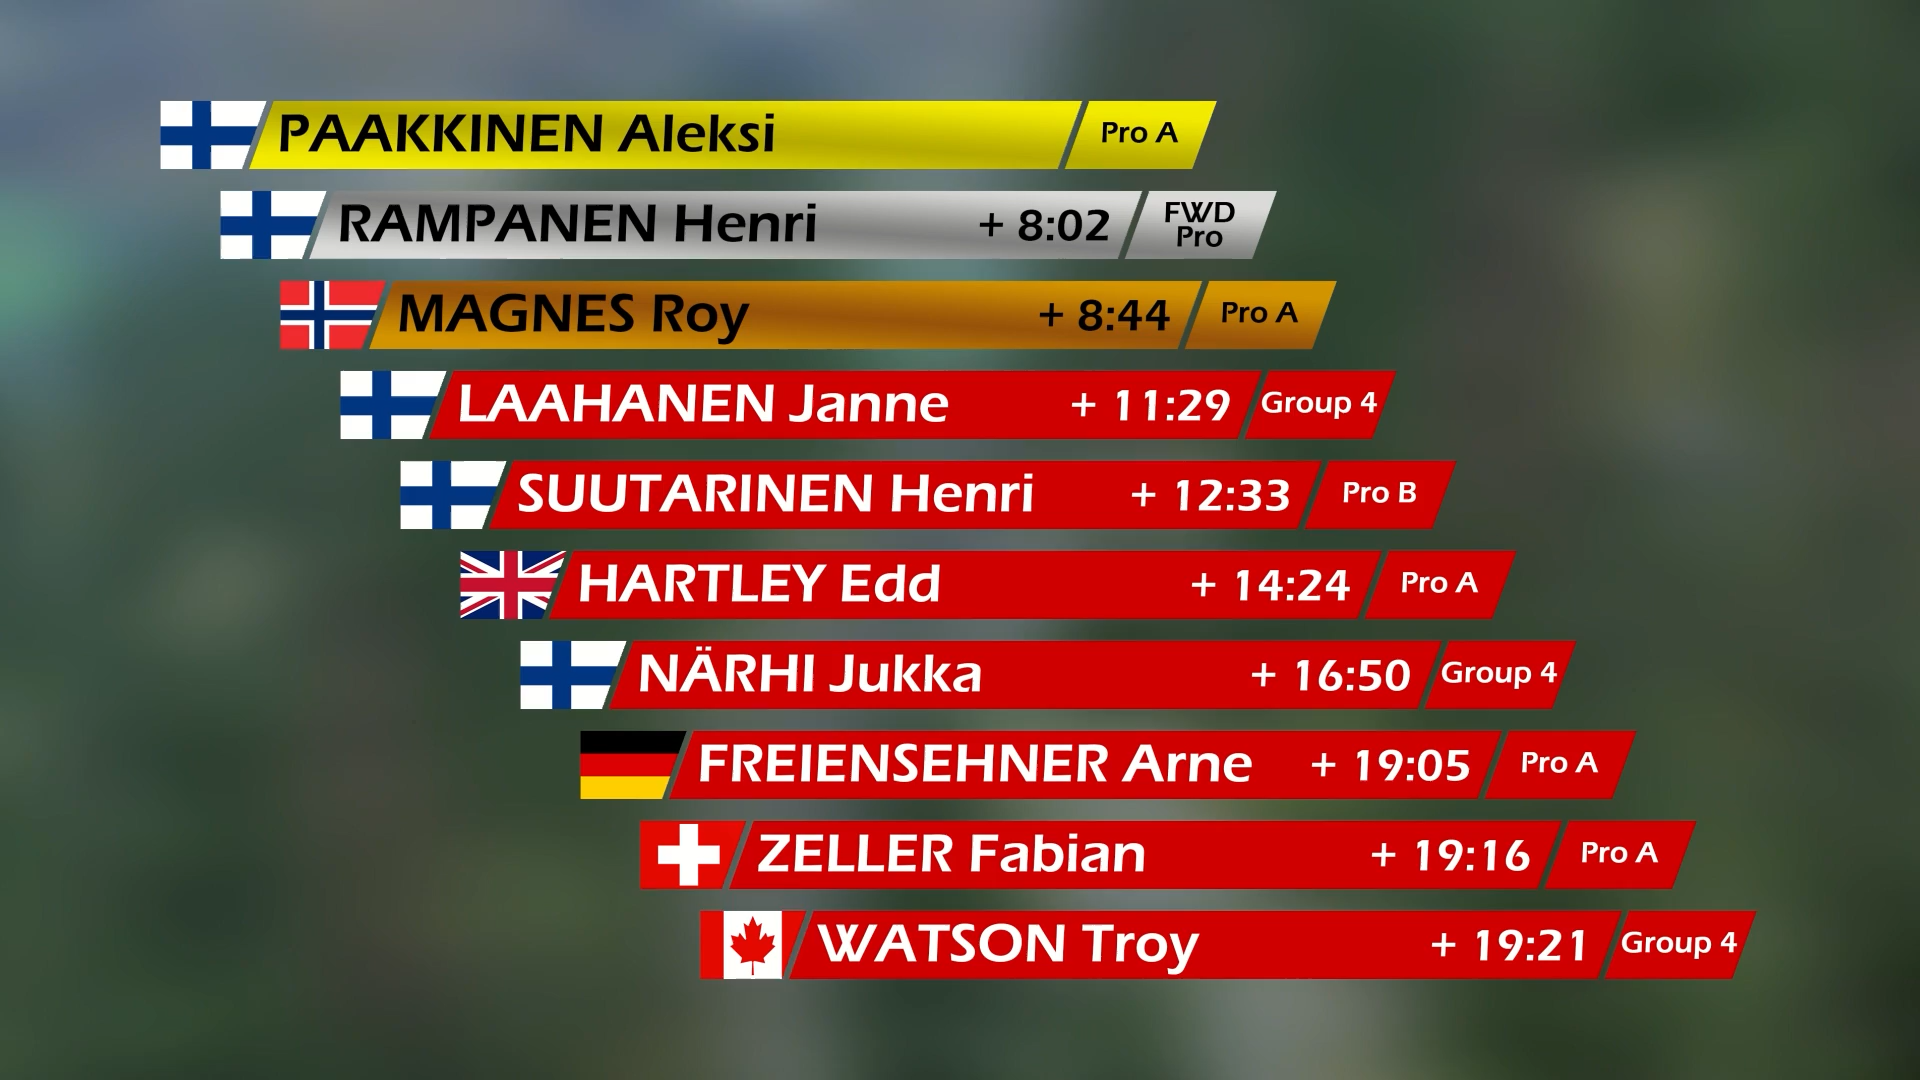 PAAKKINEN Aleksi Pro A
RAMPANEN Henri + 8:02 FWD Pro
MAGNES Roy + 8:44 Pro A
LAAHANEN Janne + 11:29 Group 4
SUUTARINEN Henri + 12:33 Pro B
HARTLEY Edd + 14:24 Pro A
NÄRHI Jukka + 16:50 Group 4
FREIENSEHNER Arne + 19:05 Pro A
ZELLER Fabian + 19:16 Pro A
WATSON Troy + 19:21 Group 4